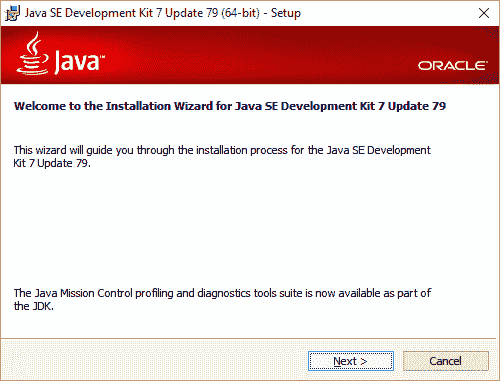 Java SE Development Kit 7 Update 79 (64-bit) - Setup
Java™
ORACLE®
Welcome to the Installation Wizard for Java SE Development Kit 7 Update 79
This wizard will guide you through the installation process for the Java SE Development
Kit 7 Update 79.
The Java Mission Control profiling and diagnostics tools suite is now available as part of
the JDK.
Next >
Cancel